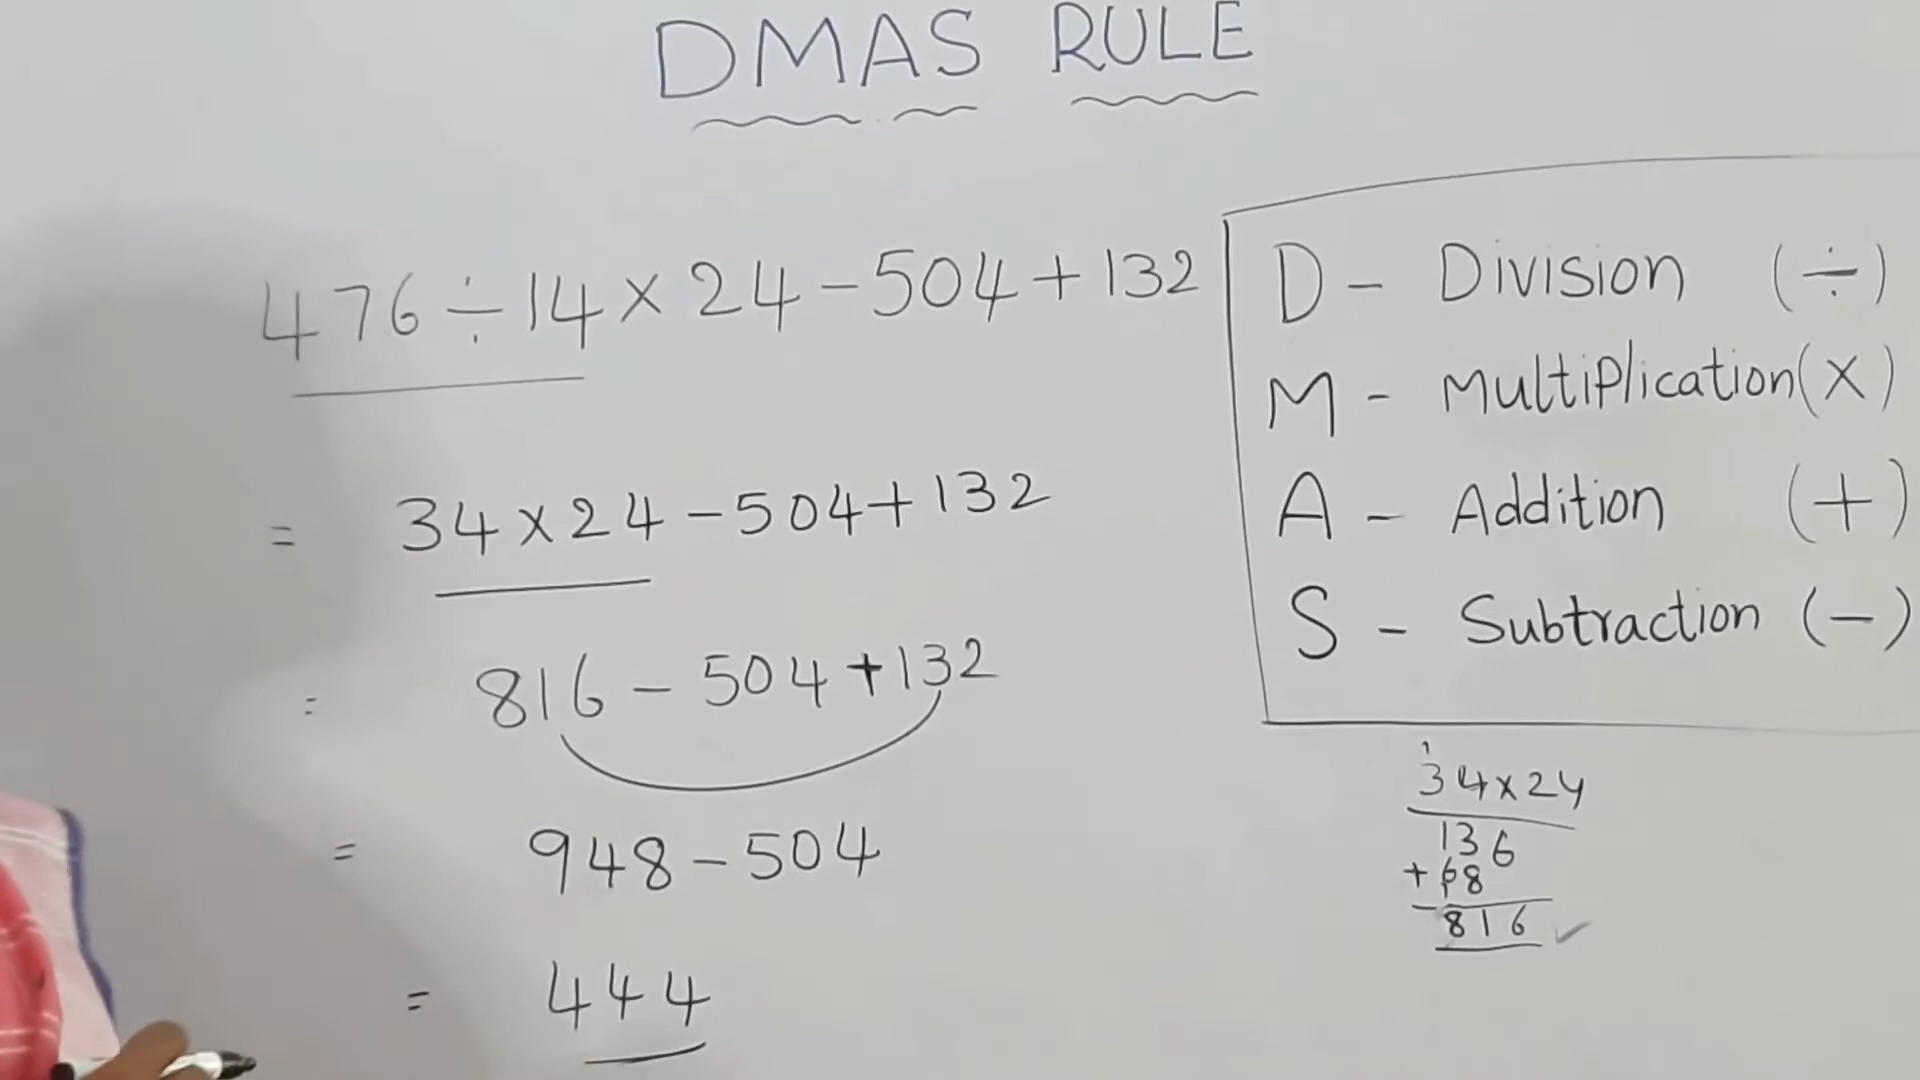 DMAS RULE
476÷14×24-504+132
= 34×24-504+132
= 816-504+132
= 948-504
= 444
D - Division (÷)
M - Multiplication (×)
A - Addition (+)
S - Subtraction (-)
1
34×24
136
+68
816 ✓